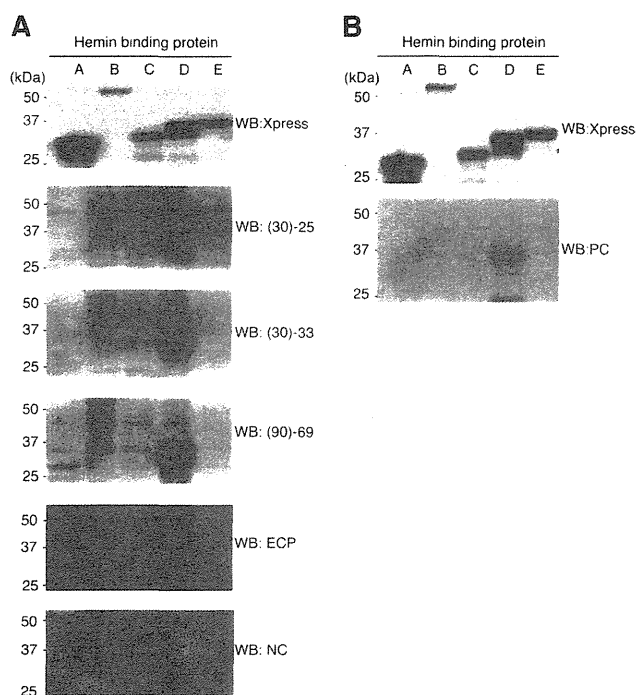 A
Hemin binding protein
(kDa) A B C D E
50
37
25
WB:Xpress
50
37
25
WB: (30)-25
50
37
25
WB: (30)-33
50
37
25
WB: (90)-69
50
37
25
WB: ECP
50
37
25
WB: NC
B
Hemin binding protein
(kDa) A B C D E
50
37
25
WB:Xpress
50
37
25
WB:PC